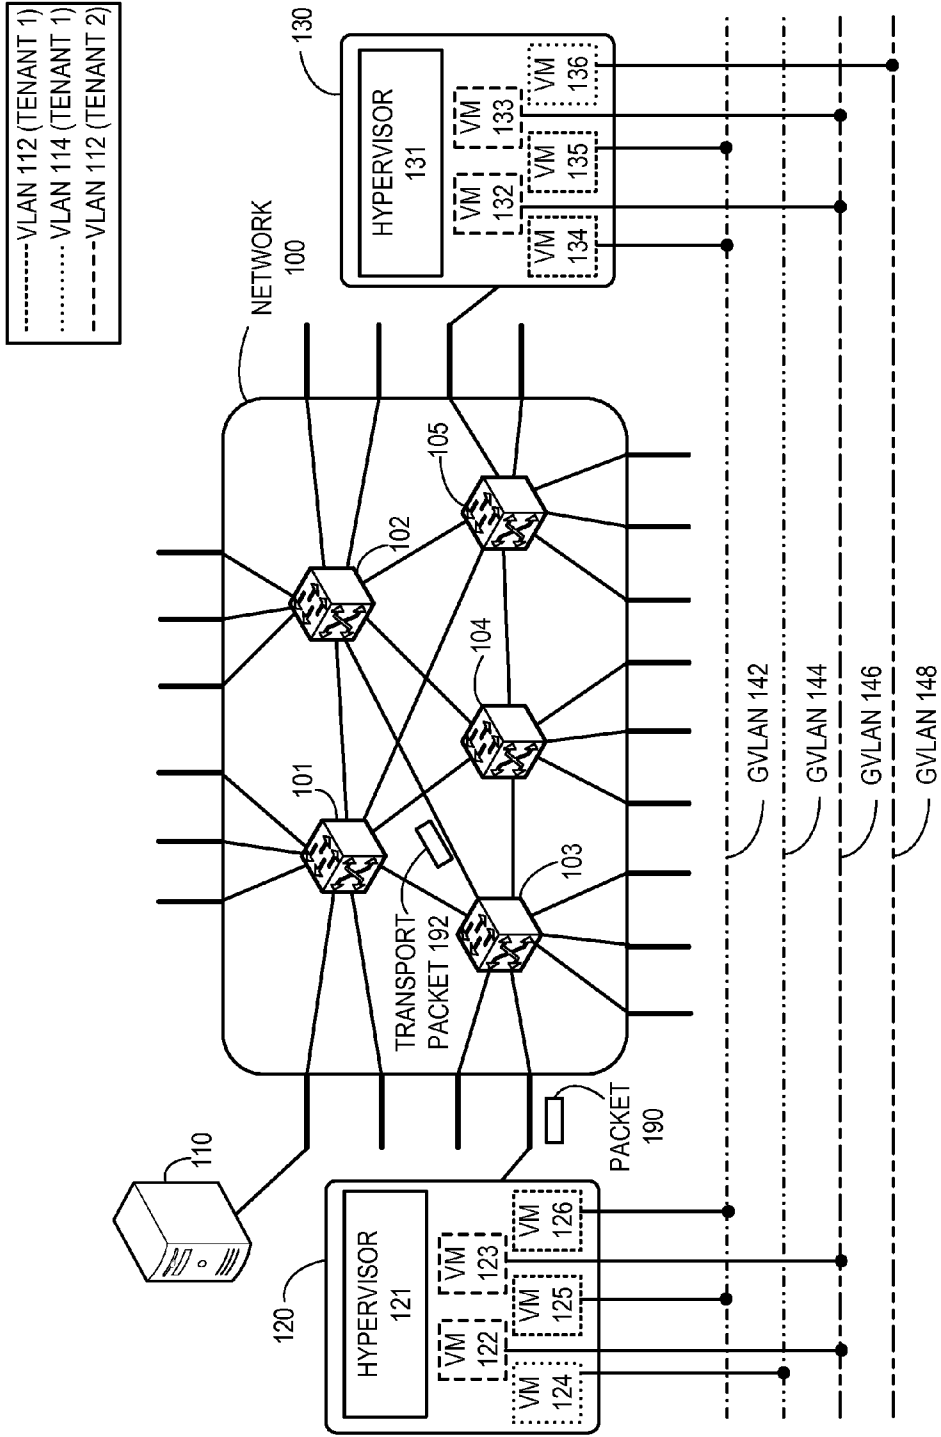 VLAN 112 (TENANT 1)
VLAN 114 (TENANT 1)
VLAN 112 (TENANT 2)
110
NETWORK
100
101
102
TRANSPORT
PACKET 192
103
104
105
PACKET
190
120
HYPERVISOR
121
VM
122
VM
123
VM
124
VM
125
VM
126
130
HYPERVISOR
131
VM
132
VM
133
VM
134
VM
135
VM
136
GVLAN 142
GVLAN 144
GVLAN 146
GVLAN 148